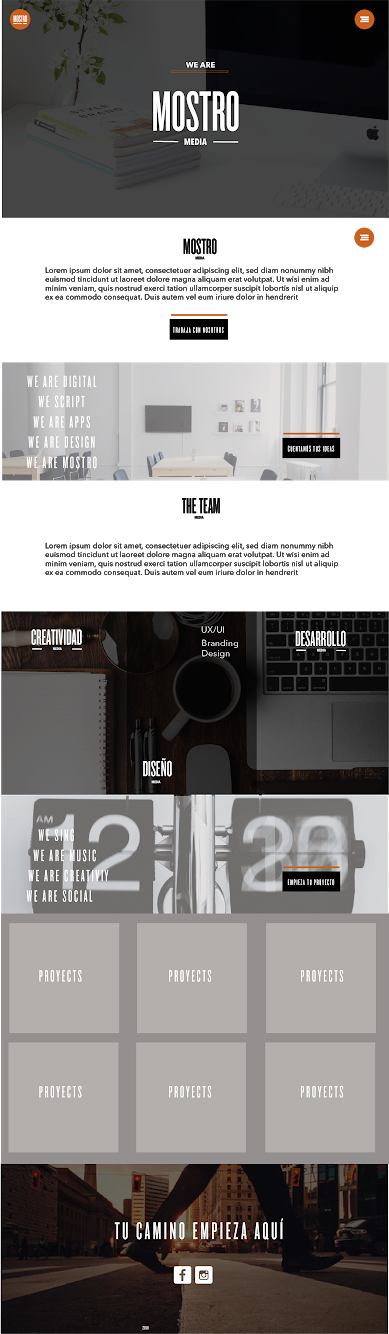 MOSTRO
WE ARE
MOSTRO
MEDIA
MOSTRO
MEDIA
Lorem ipsum dolor sit amet, consectetuer adipiscing elit, sed diam nonummy nibh
euismod tincidunt ut laoreet dolore magna aliquam erat volutpat. Ut wisi enim ad
minim veniam, quis nostrud exerci tation ullamcorper suscipit lobortis nisl ut aliquip
ex ea commodo consequat. Duis autem vel eum iriure dolor in hendrerit
TRABAJA CON NOSOTROS
WE ARE DIGITAL
WE SCRIPT
WE ARE APPS
WE ARE DESIGN
WE ARE MOSTRO
CUENTANOS TUS IDEAS
THE TEAM
MEDIA
Lorem ipsum dolor sit amet, consectetuer adipiscing elit, sed diam nonummy nibh
euismod tincidunt ut laoreet dolore magna aliquam erat volutpat. Ut wisi enim ad
minim veniam, quis nostrud exerci tation ullamcorper suscipit lobortis nisl ut aliquip
ex ea commodo consequat. Duis autem vel eum iriure dolor in hendrerit
CREATIVIDAD
MEDIA
UX/UI
Branding
Design
DESARROLLO
MEDIA
DISEÑO
MEDIA
AM
12
WE SING
WE ARE MUSIC
WE ARE CREATIVIY
WE ARE SOCIAL
EMPIEZA TU PROYECTO
PROYECTS
PROYECTS
PROYECTS
PROYECTS
PROYECTS
PROYECTS
TU CAMINO EMPIEZA AQUÍ